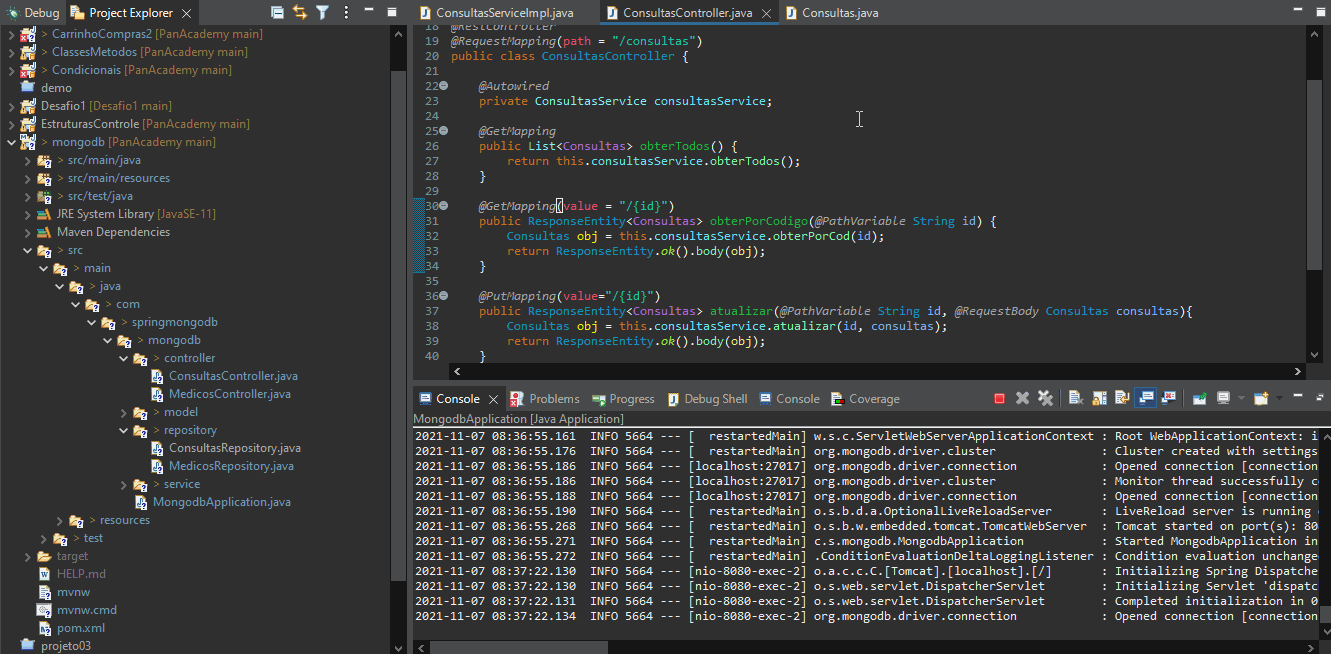 Debug
Project Explorer
> CarrinhoCompras2 [PanAcademy main]
> ClassesMetodos [PanAcademy main]
> Condicionais [PanAcademy main]
demo
Desafio1 [Desafio1 main]
EstruturasControle [PanAcademy main]
> mongodb [PanAcademy main]
> src/main/java
> src/main/resources
> src/test/java
JRE System Library [JavaSE-11]
Maven Dependencies
> src
> main
> java
> com
> springmongodb
> mongodb
> controller
ConsultasController.java
MedicosController.java
> model
> repository
ConsultasRepository.java
MedicosRepository.java
> service
MongodbApplication.java
> resources
> test
target
HELP.md
mvnw
mvnw.cmd
pom.xml
projeto03
ConsultasServiceImpl.java
ConsultasController.java
Consultas.java
18 @RestController
19 @RequestMapping(path = "/consultas")
20 public class ConsultasController {
21
22 @Autowired
23 private ConsultasService consultasService;
24
25 @GetMapping
26 public List<Consultas> obterTodos() {
27 return this.consultasService.obterTodos();
28 }
29
30 @GetMapping(value = "/{id}")
31 public ResponseEntity<Consultas> obterPorCodigo(@PathVariable String id) {
32 Consultas obj = this.consultasService.obterPorCod(id);
33 return ResponseEntity.ok().body(obj);
34 }
35
36 @PutMapping(value="/{id}")
37 public ResponseEntity<Consultas> atualizar(@PathVariable String id, @RequestBody Consultas consultas){
38 Consultas obj = this.consultasService.atualizar(id, consultas);
39 return ResponseEntity.ok().body(obj);
40 }
Console
Problems
Progress
Debug Shell
Console
Coverage
MongodbApplication [Java Application]
2021-11-07 08:36:55.161 INFO 5664 --- [ restartedMain] w.s.c.ServletWebServerApplicationContext : Root WebApplicationContext: i
2021-11-07 08:36:55.176 INFO 5664 --- [ restartedMain] org.mongodb.driver.cluster : Cluster created with settings
2021-11-07 08:36:55.186 INFO 5664 --- [localhost:27017] org.mongodb.driver.connection : Opened connection [connection
2021-11-07 08:36:55.186 INFO 5664 --- [localhost:27017] org.mongodb.driver.cluster : Monitor thread successfully c
2021-11-07 08:36:55.188 INFO 5664 --- [localhost:27017] org.mongodb.driver.connection : Opened connection [connection
2021-11-07 08:36:55.190 INFO 5664 --- [ restartedMain] o.s.b.d.a.OptionalLiveReloadServer : LiveReload server is running
2021-11-07 08:36:55.268 INFO 5664 --- [ restartedMain] o.s.b.w.embedded.tomcat.TomcatWebServer : Tomcat started on port(s): 80
2021-11-07 08:36:55.271 INFO 5664 --- [ restartedMain] c.s.mongodb.MongodbApplication : Started MongodbApplication in
2021-11-07 08:36:55.272 INFO 5664 --- [ restartedMain] .ConditionEvaluationDeltaLoggingListener : Condition evaluation unchange
2021-11-07 08:37:22.130 INFO 5664 --- [nio-8080-exec-2] o.a.c.c.C.[Tomcat].[localhost].[/] : Initializing Spring Dispatche
2021-11-07 08:37:22.130 INFO 5664 --- [nio-8080-exec-2] o.s.web.servlet.DispatcherServlet : Initializing Servlet 'dispatc
2021-11-07 08:37:22.131 INFO 5664 --- [nio-8080-exec-2] o.s.web.servlet.DispatcherServlet : Completed initialization in 0
2021-11-07 08:37:22.134 INFO 5664 --- [nio-8080-exec-2] org.mongodb.driver.connection : Opened connection [connection